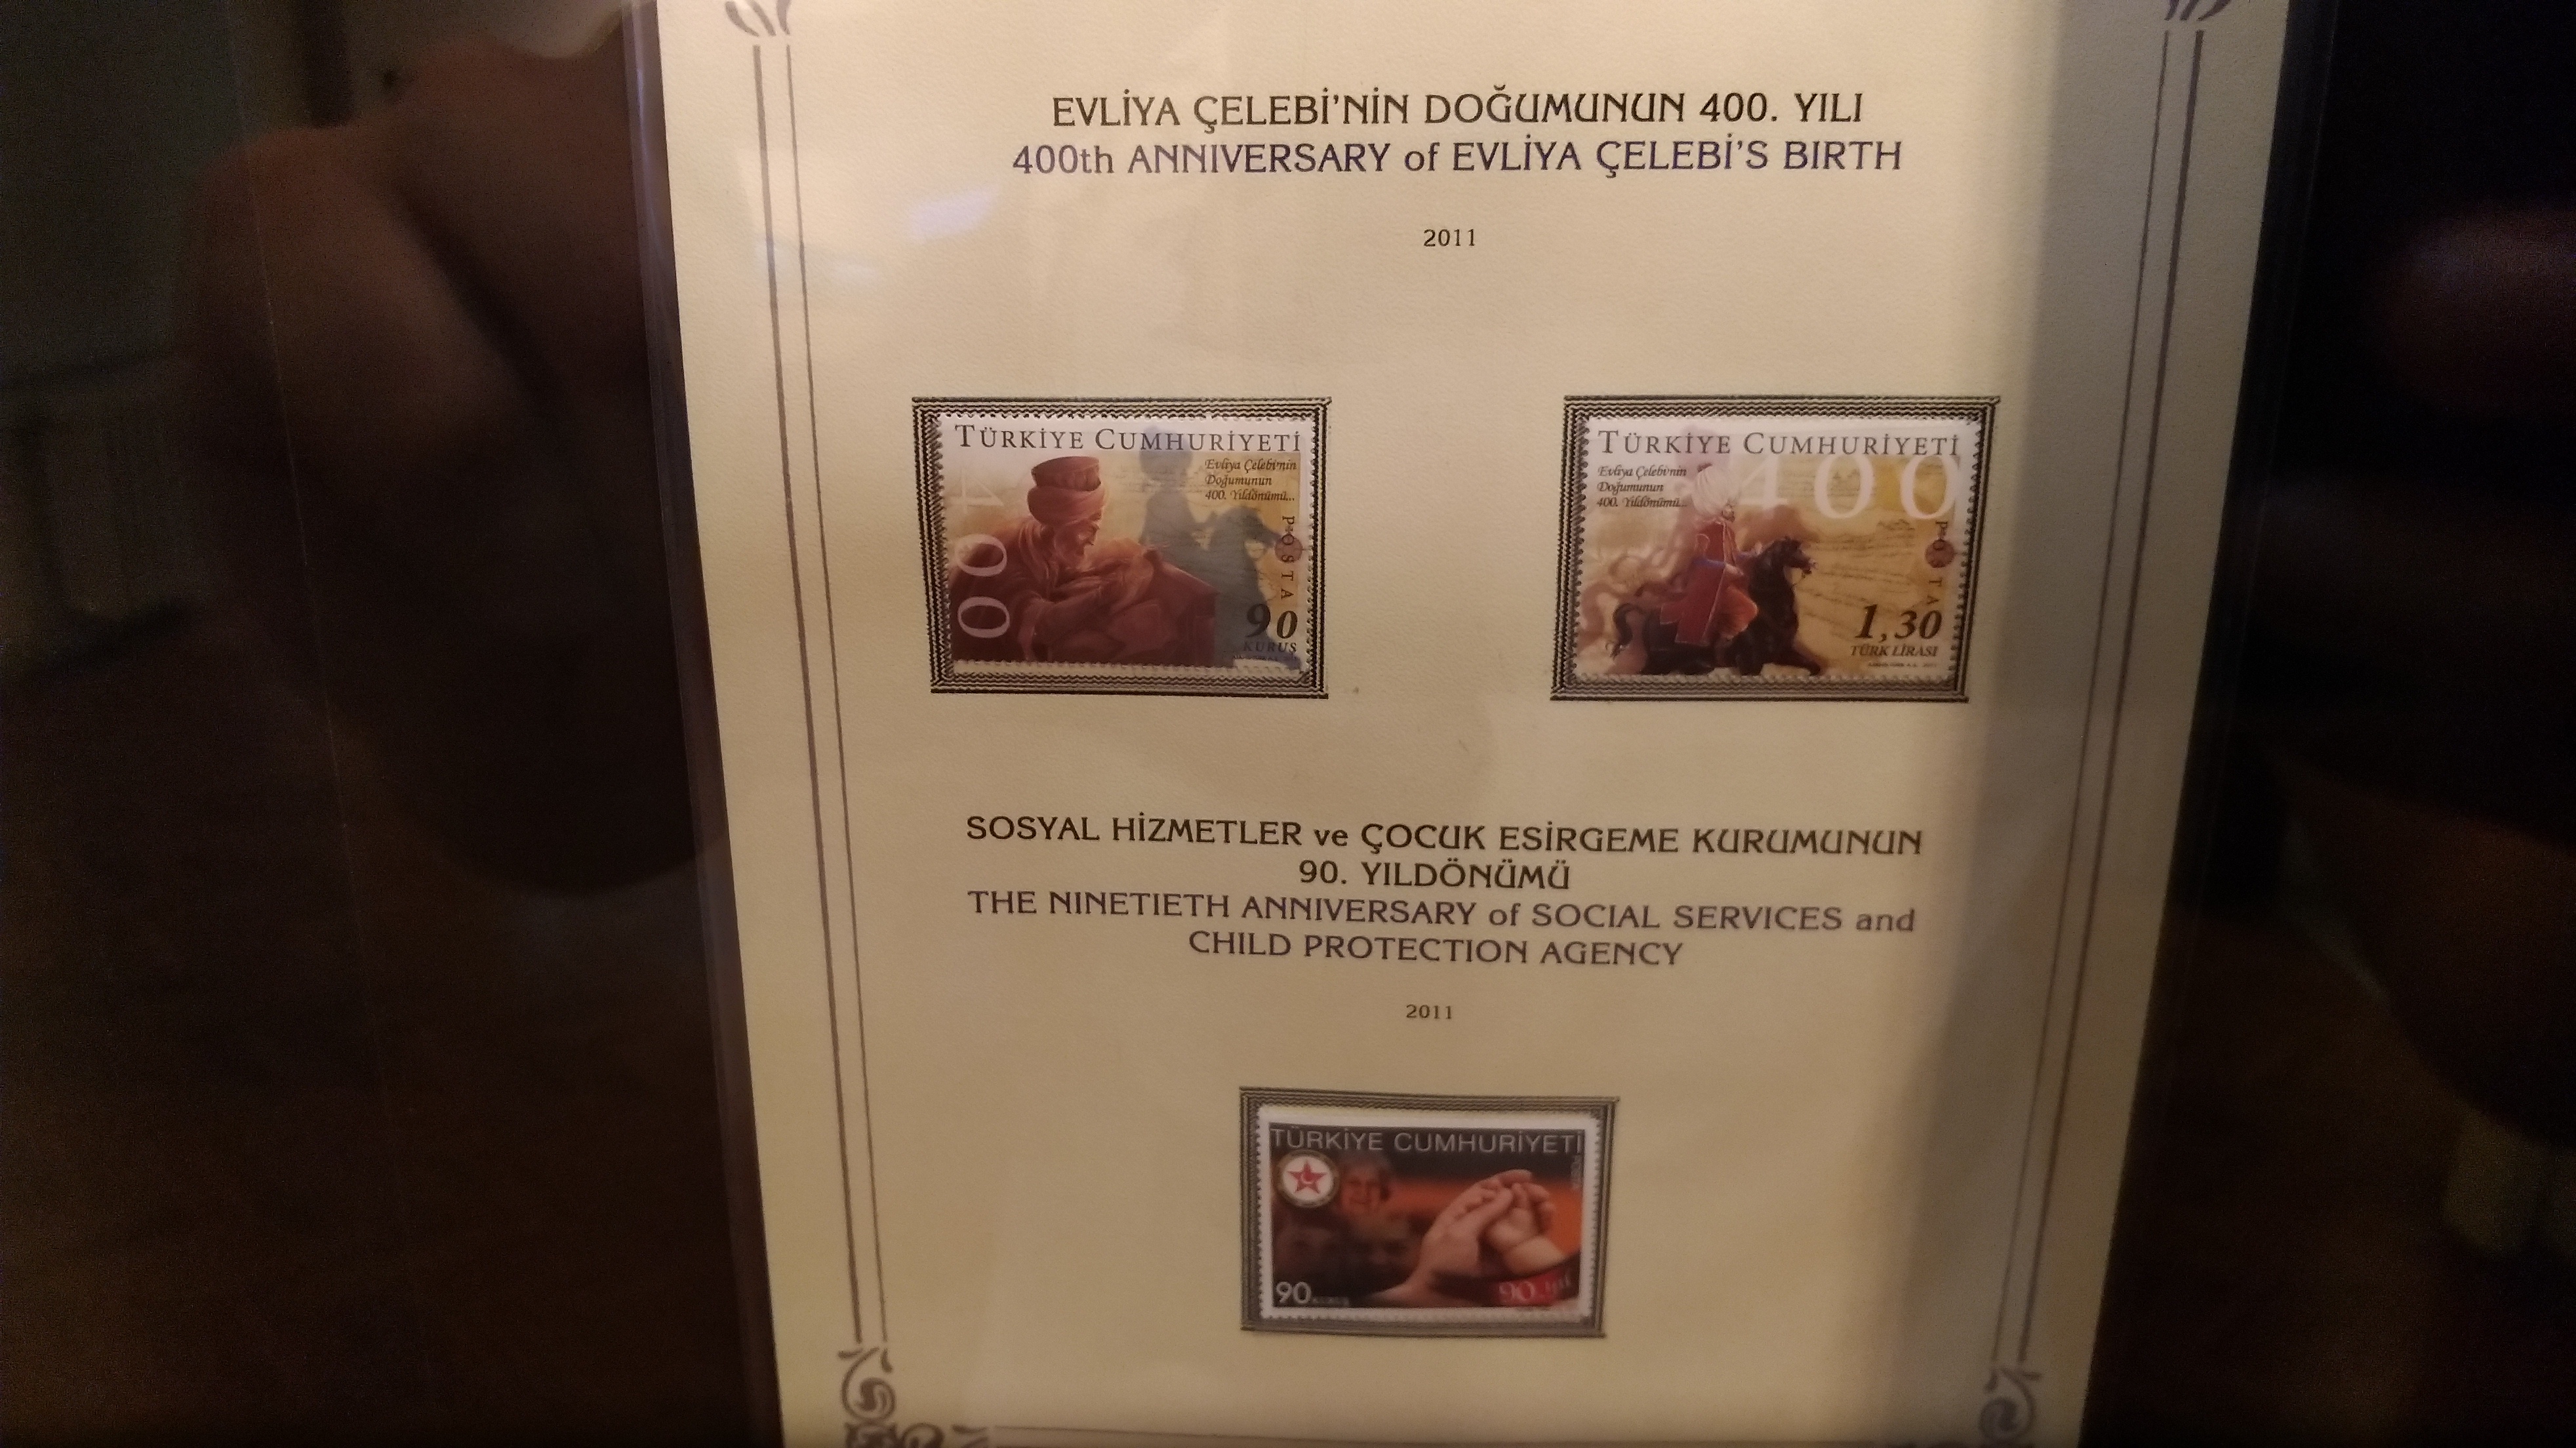 EVLİYA ÇELEBİ'NİN DOĞUMUNUN 400. YILI
400th ANNIVERSARY of EVLİYA ÇELEBİ'S BIRTH
2011
TÜRKİYE CUMHURİYETİ
Evliya Çelebi'nin
Doğumunun
400. Yıldönümü...
400
POSTA
90
KURUŞ
TÜRKİYE CUMHURİYETİ
Evliya Çelebi'nin
Doğumunun
400. Yıldönümü...
400
POSTA
1,30
TÜRK LİRASI
SOSYAL HİZMETLER ve ÇOCUK ESİRGEME KURUMUNUN
90. YILDÖNÜMÜ
THE NINETIETH ANNIVERSARY of SOCIAL SERVICES and
CHILD PROTECTION AGENCY
2011
TÜRKİYE CUMHURİYETİ
90
90. yıl